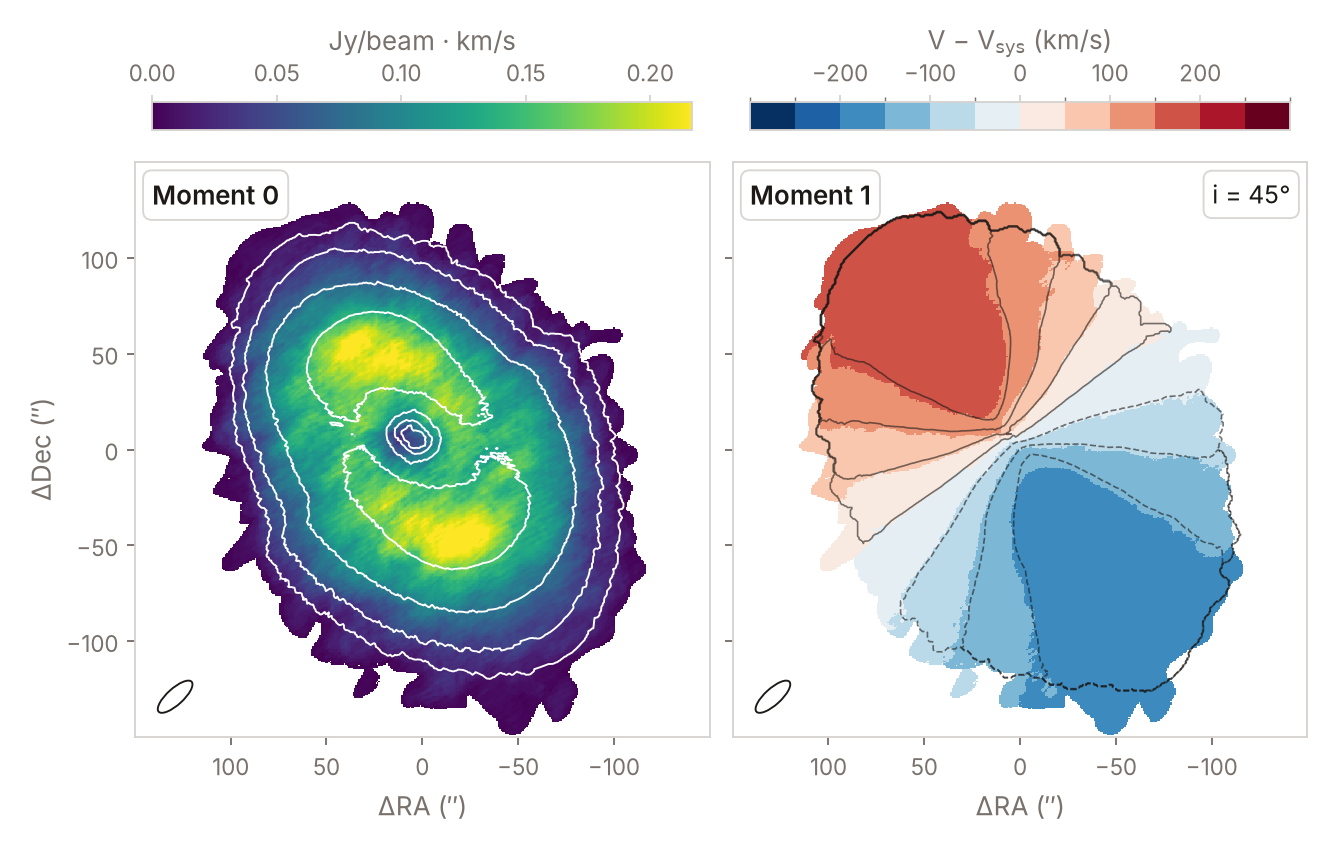 Jy/beam · km/s
V − Vsys (km/s)
0.00 0.05 0.10 0.15 0.20
−200 −100 0 100 200
Moment 0
Moment 1
i = 45°
100
50
0
−50
−100
ΔDec (″)
100 50 0 −50 −100
100 50 0 −50 −100
ΔRA (″)
ΔRA (″)